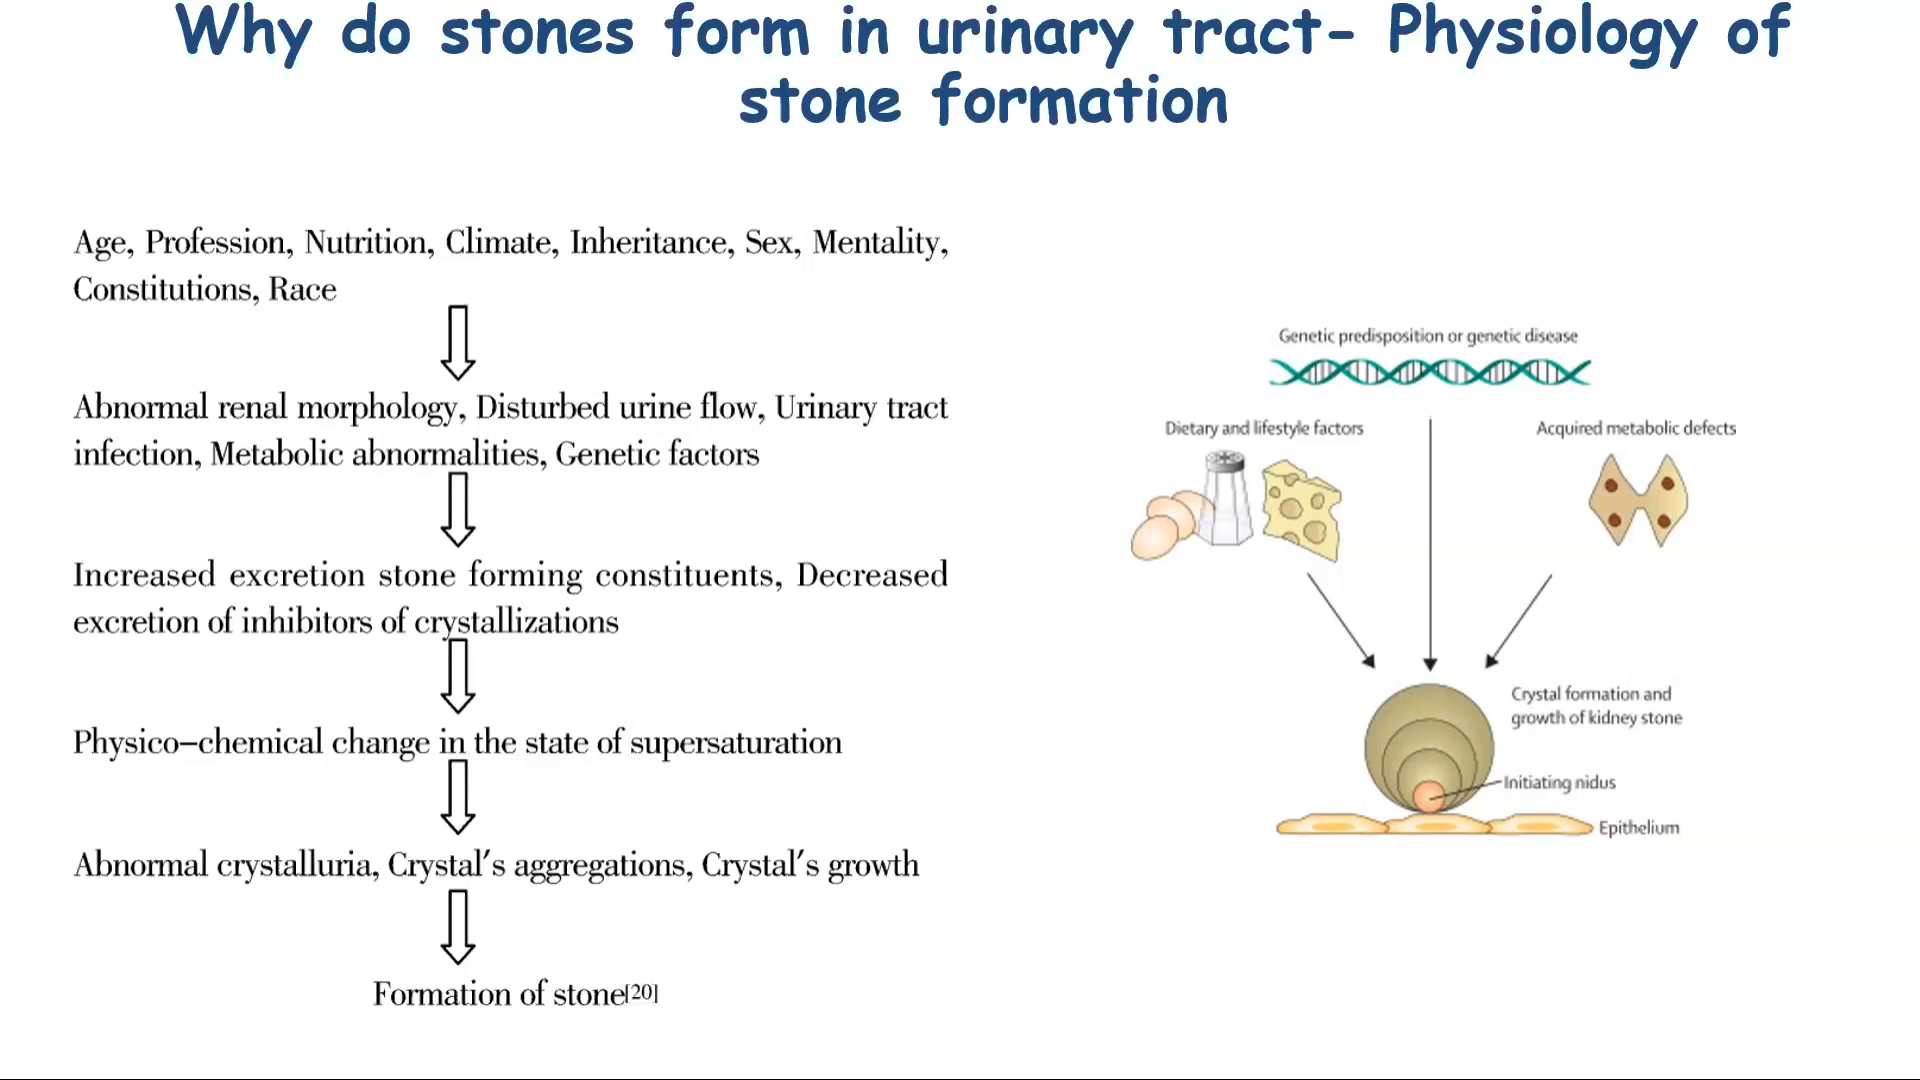 Why do stones form in urinary tract- Physiology of
stone formation
Age, Profession, Nutrition, Climate, Inheritance, Sex, Mentality,
Constitutions, Race
Abnormal renal morphology, Disturbed urine flow, Urinary tract
infection, Metabolic abnormalities, Genetic factors
Increased excretion stone forming constituents, Decreased
excretion of inhibitors of crystallizations
Physico–chemical change in the state of supersaturation
Abnormal crystalluria, Crystal′s aggregations, Crystal′s growth
Formation of stone[20]
Genetic predisposition or genetic disease
Dietary and lifestyle factors
Acquired metabolic defects
Crystal formation and
growth of kidney stone
Initiating nidus
Epithelium